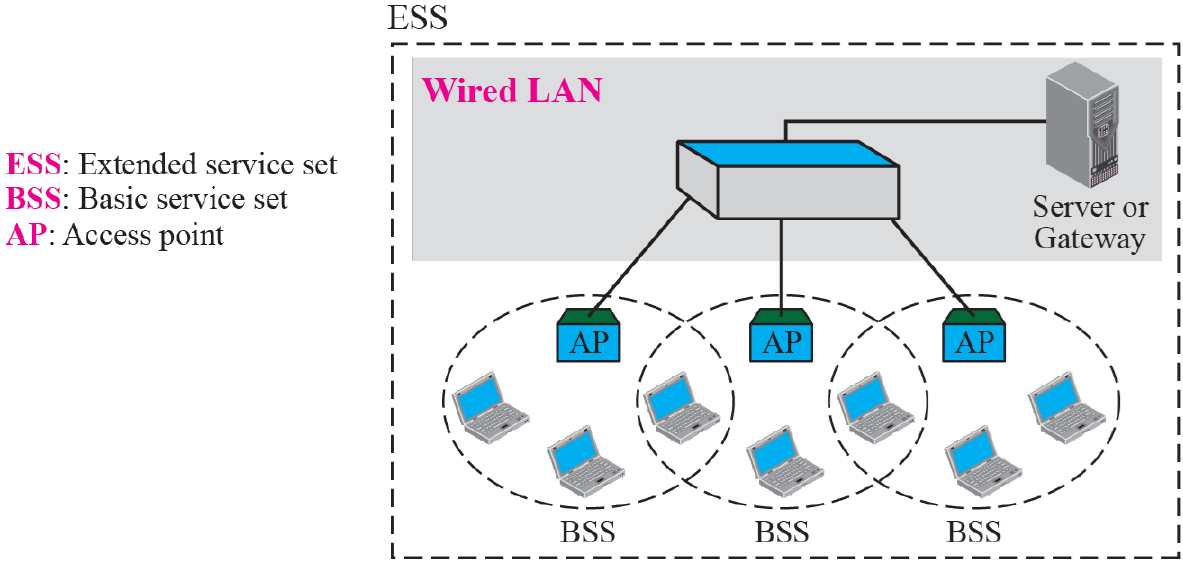 ESS
Wired LAN
ESS: Extended service set
BSS: Basic service set
AP: Access point
Server or
Gateway
AP
AP
AP
BSS
BSS
BSS